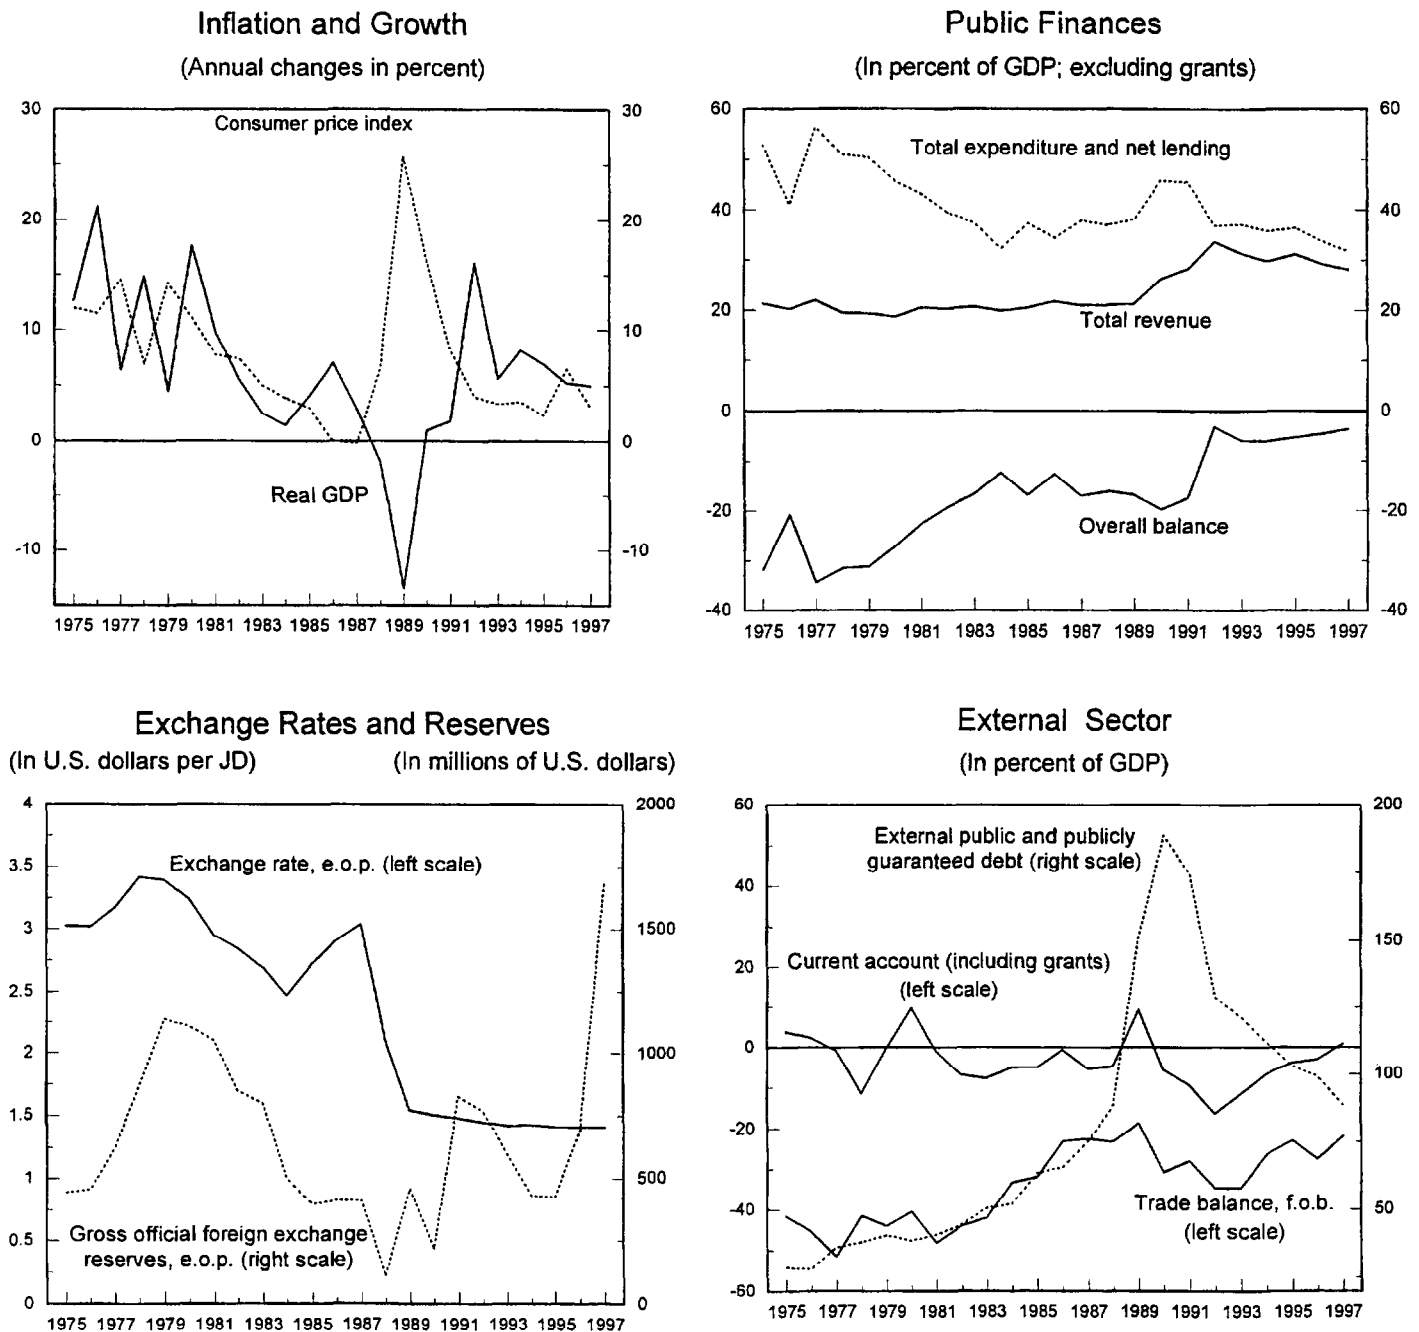 Inflation and Growth
(Annual changes in percent)
30
30
Consumer price index
20
20
10
10
0
0
Real GDP
-10
-10
1975 1977 1979 1981 1983 1985 1987 1989 1991 1993 1995 1997
Public Finances
(In percent of GDP; excluding grants)
60
60
Total expenditure and net lending
40
40
20
20
Total revenue
0
0
-20
-20
Overall balance
-40
-40
1975 1977 1979 1981 1983 1985 1987 1989 1991 1993 1995 1997
Exchange Rates and Reserves
(In U.S. dollars per JD) (In millions of U.S. dollars)
4
2000
Exchange rate, e.o.p. (left scale)
3.5
3
1500
2.5
2
1000
1.5
1
500
Gross official foreign exchange
reserves, e.o.p. (right scale)
0.5
0
0
1975 1977 1979 1981 1983 1985 1987 1989 1991 1993 1995 1997
External Sector
(In percent of GDP)
60
200
External public and publicly
guaranteed debt (right scale)
40
150
20
Current account (including grants)
(left scale)
0
100
-20
Trade balance, f.o.b.
(left scale)
-40
50
-60
1975 1977 1979 1981 1983 1985 1987 1989 1991 1993 1995 1997